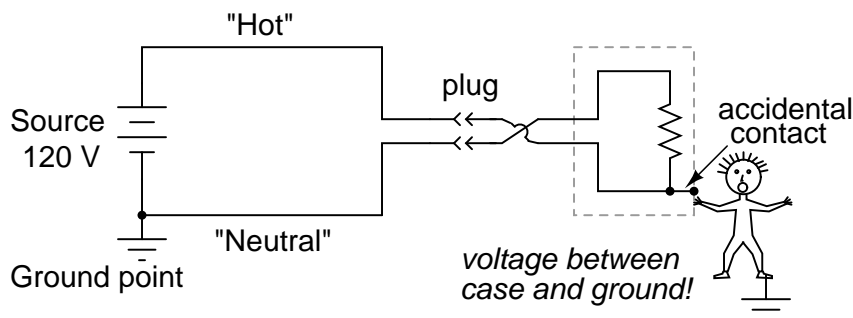 "Hot"
plug
Source
120 V
accidental
contact
"Neutral"
Ground point
voltage between
case and ground!